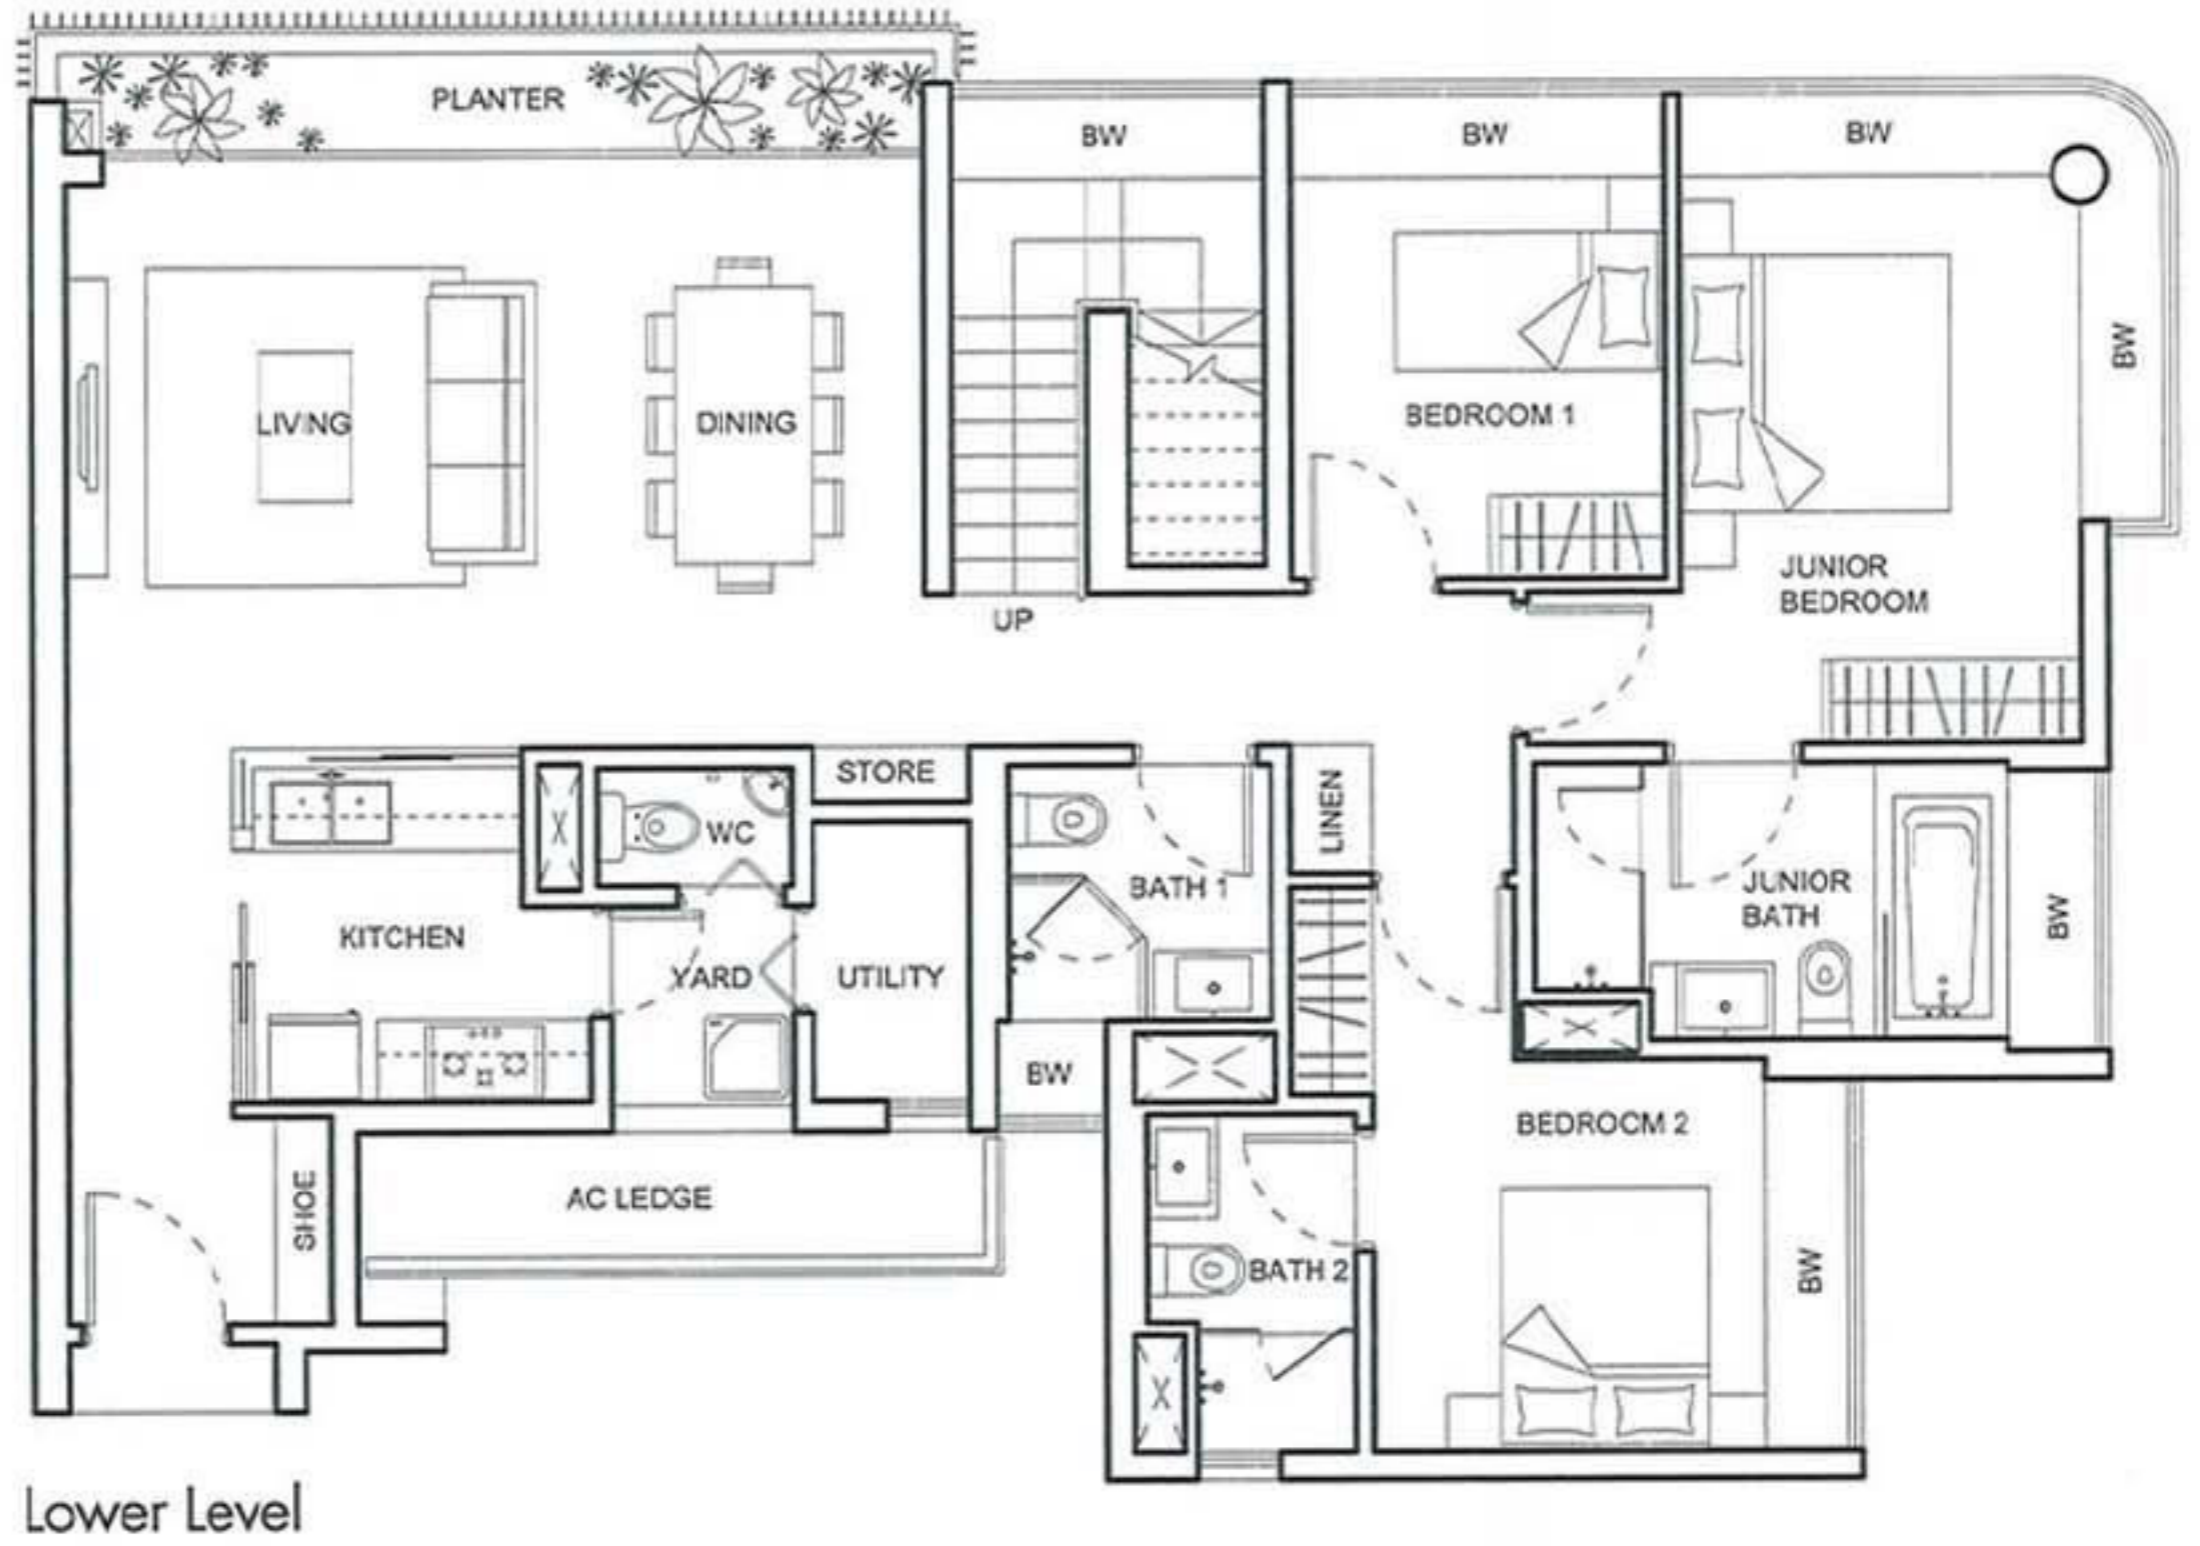 PLANTER
BW
BW
BW
BW
LIVING
DINING
BEDROOM 1
JUNIOR
BEDROOM
UP
STORE
WC
LINEN
BATH 1
JUNIOR
BATH
BW
KITCHEN
YARD
UTILITY
BW
BEDROCM 2
SHOE
AC LEDGE
BATH 2
BW
Lower Level